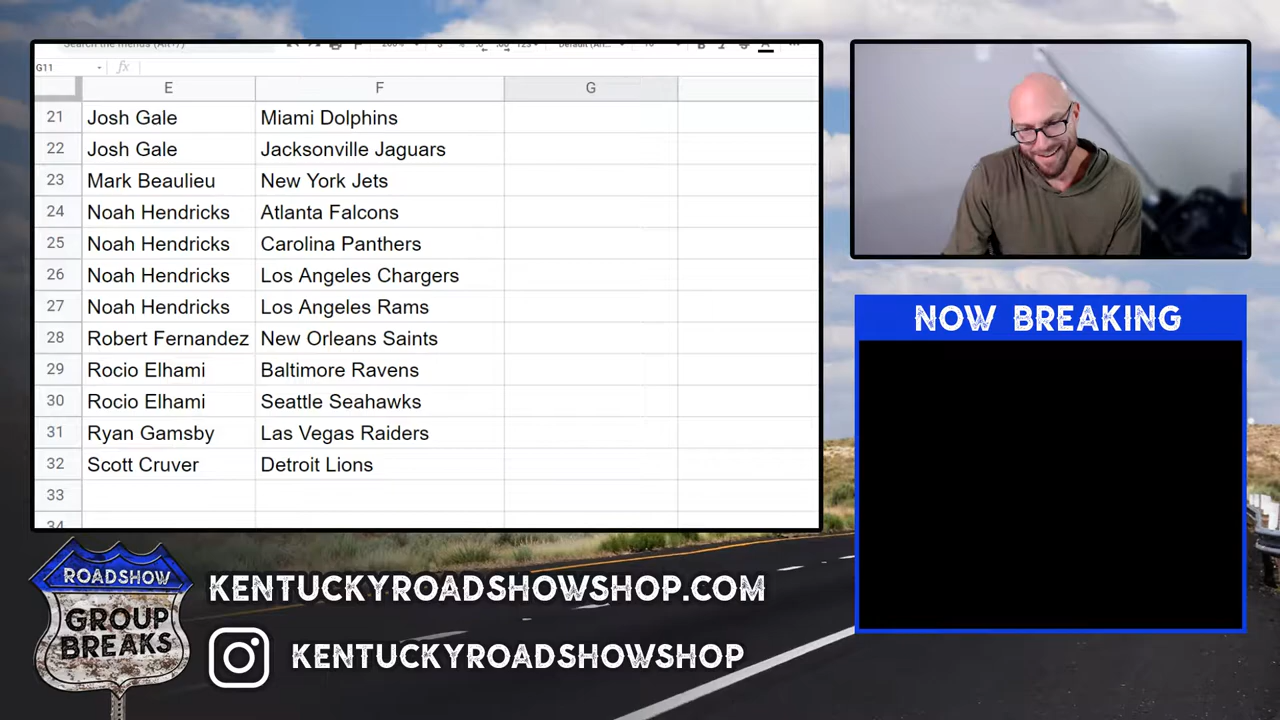 G11 fx
E F G
21 Josh Gale Miami Dolphins
22 Josh Gale Jacksonville Jaguars
23 Mark Beaulieu New York Jets
24 Noah Hendricks Atlanta Falcons
25 Noah Hendricks Carolina Panthers
26 Noah Hendricks Los Angeles Chargers
27 Noah Hendricks Los Angeles Rams
28 Robert Fernandez New Orleans Saints
29 Rocio Elhami Baltimore Ravens
30 Rocio Elhami Seattle Seahawks
31 Ryan Gamsby Las Vegas Raiders
32 Scott Cruver Detroit Lions
33
34
NOW BREAKING
ROADSHOW
GROUP
BREAKS
KENTUCKYROADSHOWSHOP.COM
KENTUCKYROADSHOWSHOP